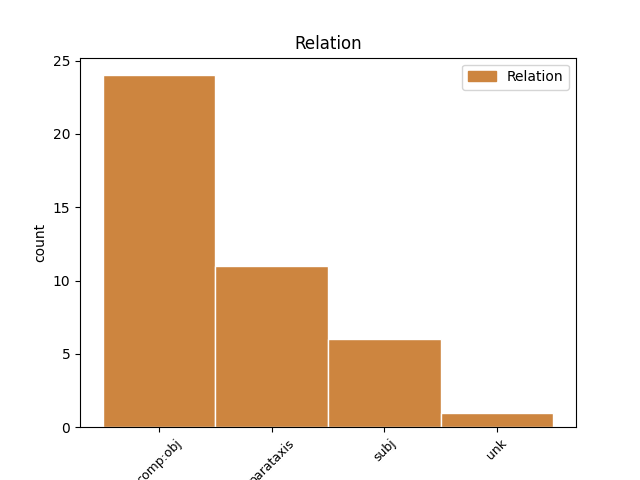 Relation
Relation
count
25
20
15
10
5
0
comp:obj
parataxis
subj
unk